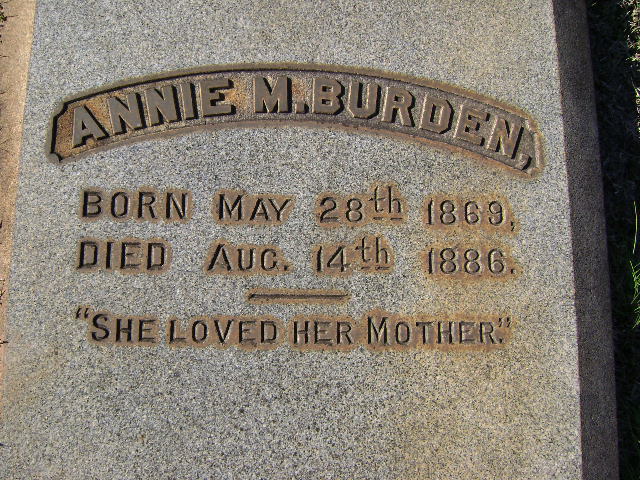 ANNIE M. BURDEN,
BORN MAY 28th 1869,
DIED AUG. 14th 1886.
"SHE LOVED HER MOTHER."